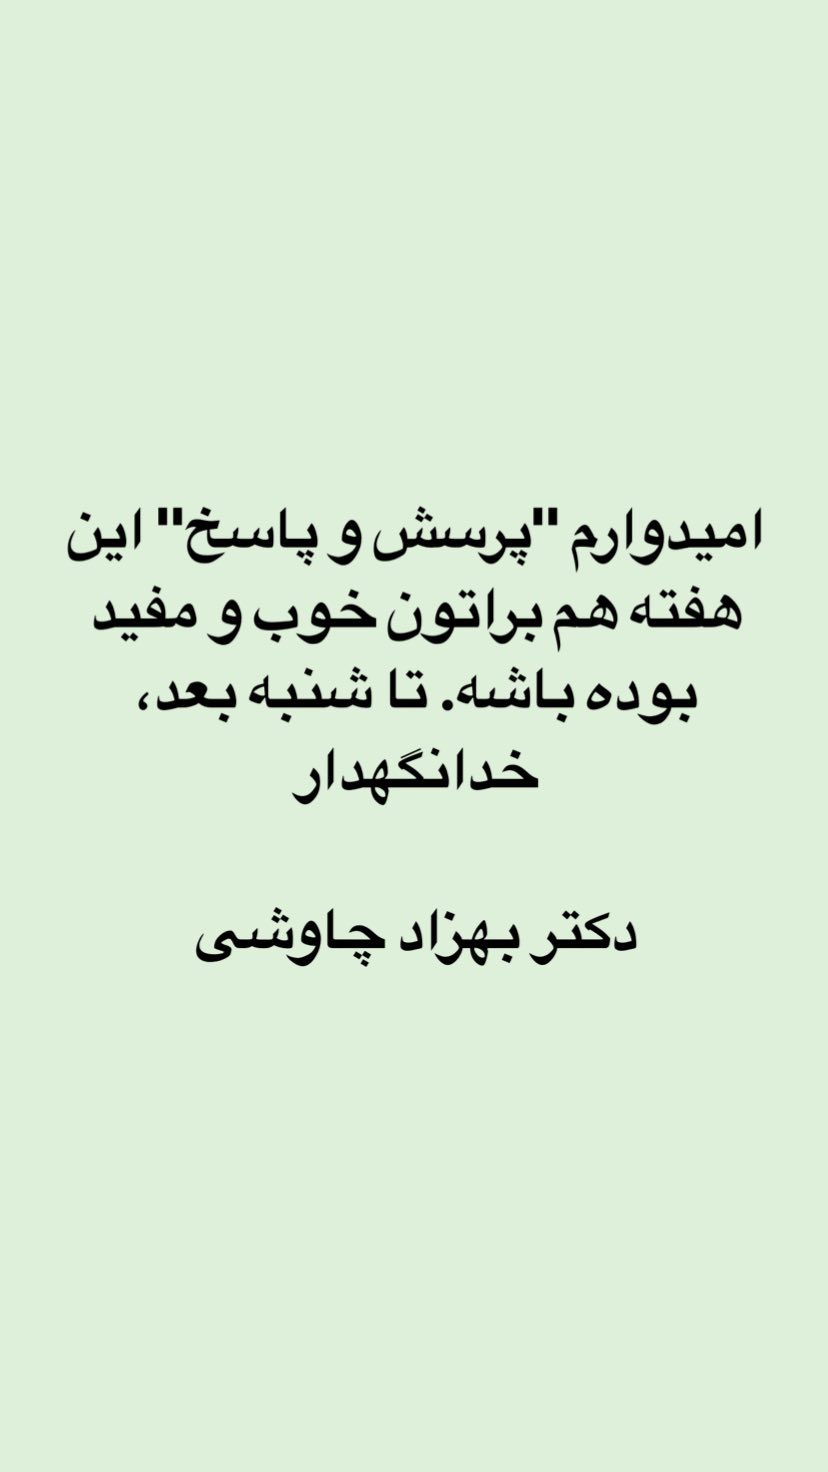 امیدوارم "پرسش و پاسخ" این
هفته هم براتون خوب و مفید
بوده باشه. تا شنبه بعد،
خدانگهدار
دکتر بهزاد چاوشی